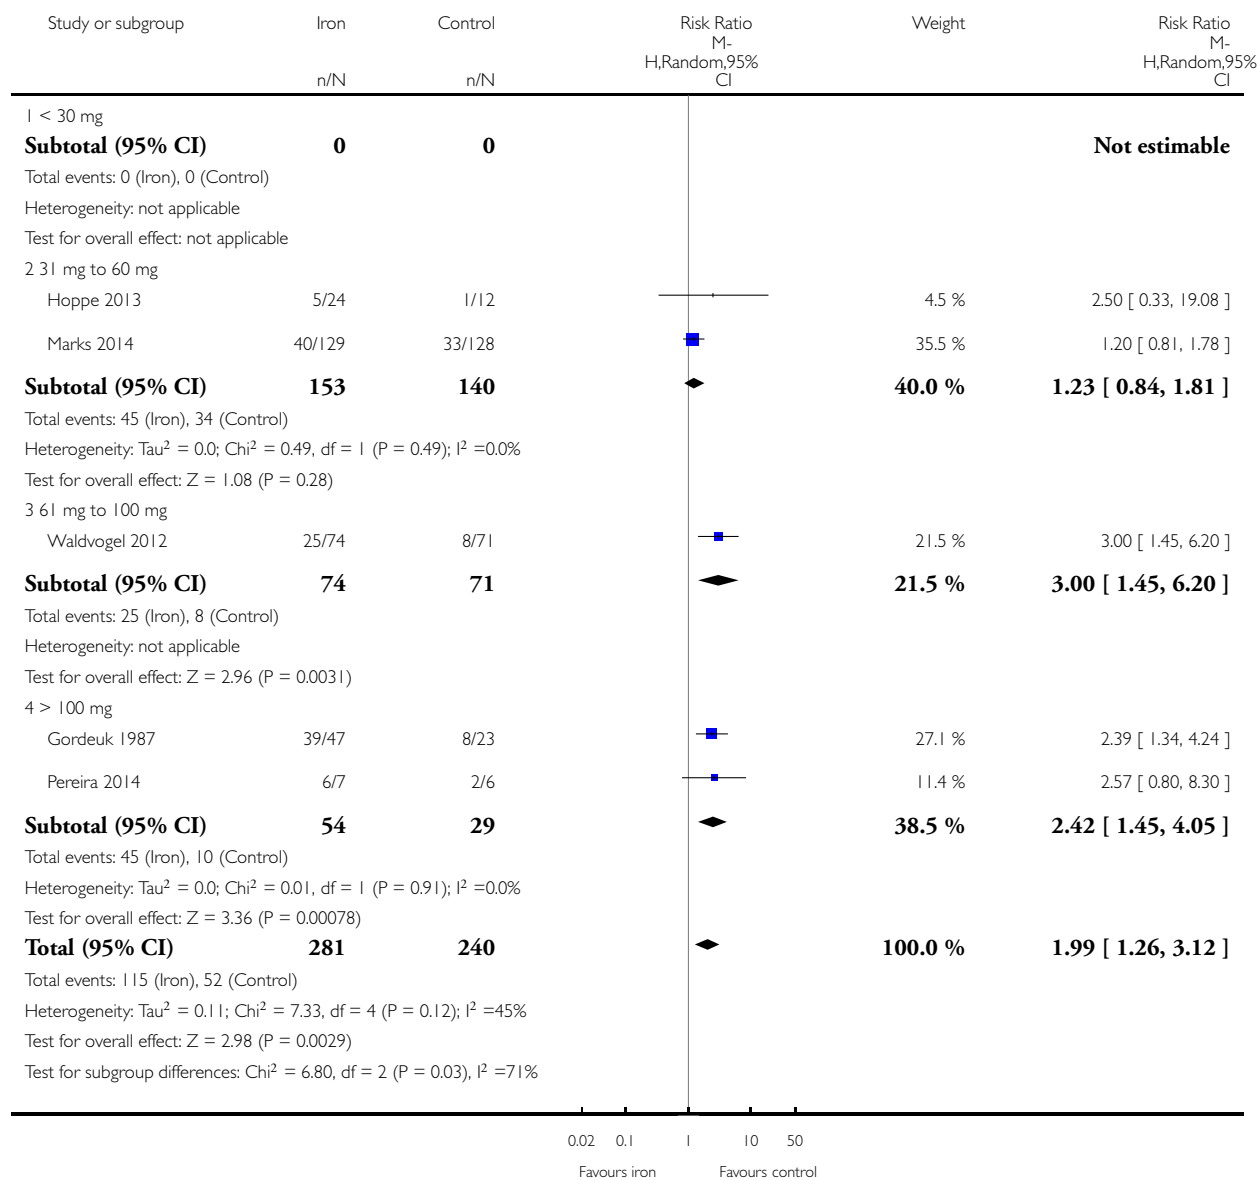 Study or subgroup Iron Control Risk Ratio Weight Risk Ratio
M- M-
H,Random,95% H,Random,95%
n/N n/N CI CI
1 < 30 mg
Subtotal (95% CI) 0 0 Not estimable
Total events: 0 (Iron), 0 (Control)
Heterogeneity: not applicable
Test for overall effect: not applicable
2 31 mg to 60 mg
Hoppe 2013 5/24 1/12 4.5 % 2.50 [ 0.33, 19.08 ]
Marks 2014 40/129 33/128 35.5 % 1.20 [ 0.81, 1.78 ]
Subtotal (95% CI) 153 140 40.0 % 1.23 [ 0.84, 1.81 ]
Total events: 45 (Iron), 34 (Control)
Heterogeneity: Tau² = 0.0; Chi² = 0.49, df = 1 (P = 0.49); I² =0.0%
Test for overall effect: Z = 1.08 (P = 0.28)
3 61 mg to 100 mg
Waldvogel 2012 25/74 8/71 21.5 % 3.00 [ 1.45, 6.20 ]
Subtotal (95% CI) 74 71 21.5 % 3.00 [ 1.45, 6.20 ]
Total events: 25 (Iron), 8 (Control)
Heterogeneity: not applicable
Test for overall effect: Z = 2.96 (P = 0.0031)
4 > 100 mg
Gordeuk 1987 39/47 8/23 27.1 % 2.39 [ 1.34, 4.24 ]
Pereira 2014 6/7 2/6 11.4 % 2.57 [ 0.80, 8.30 ]
Subtotal (95% CI) 54 29 38.5 % 2.42 [ 1.45, 4.05 ]
Total events: 45 (Iron), 10 (Control)
Heterogeneity: Tau² = 0.0; Chi² = 0.01, df = 1 (P = 0.91); I² =0.0%
Test for overall effect: Z = 3.36 (P = 0.00078)
Total (95% CI) 281 240 100.0 % 1.99 [ 1.26, 3.12 ]
Total events: 115 (Iron), 52 (Control)
Heterogeneity: Tau² = 0.11; Chi² = 7.33, df = 4 (P = 0.12); I² =45%
Test for overall effect: Z = 2.98 (P = 0.0029)
Test for subgroup differences: Chi² = 6.80, df = 2 (P = 0.03), I² =71%
0.02 0.1 1 10 50
Favours iron Favours control